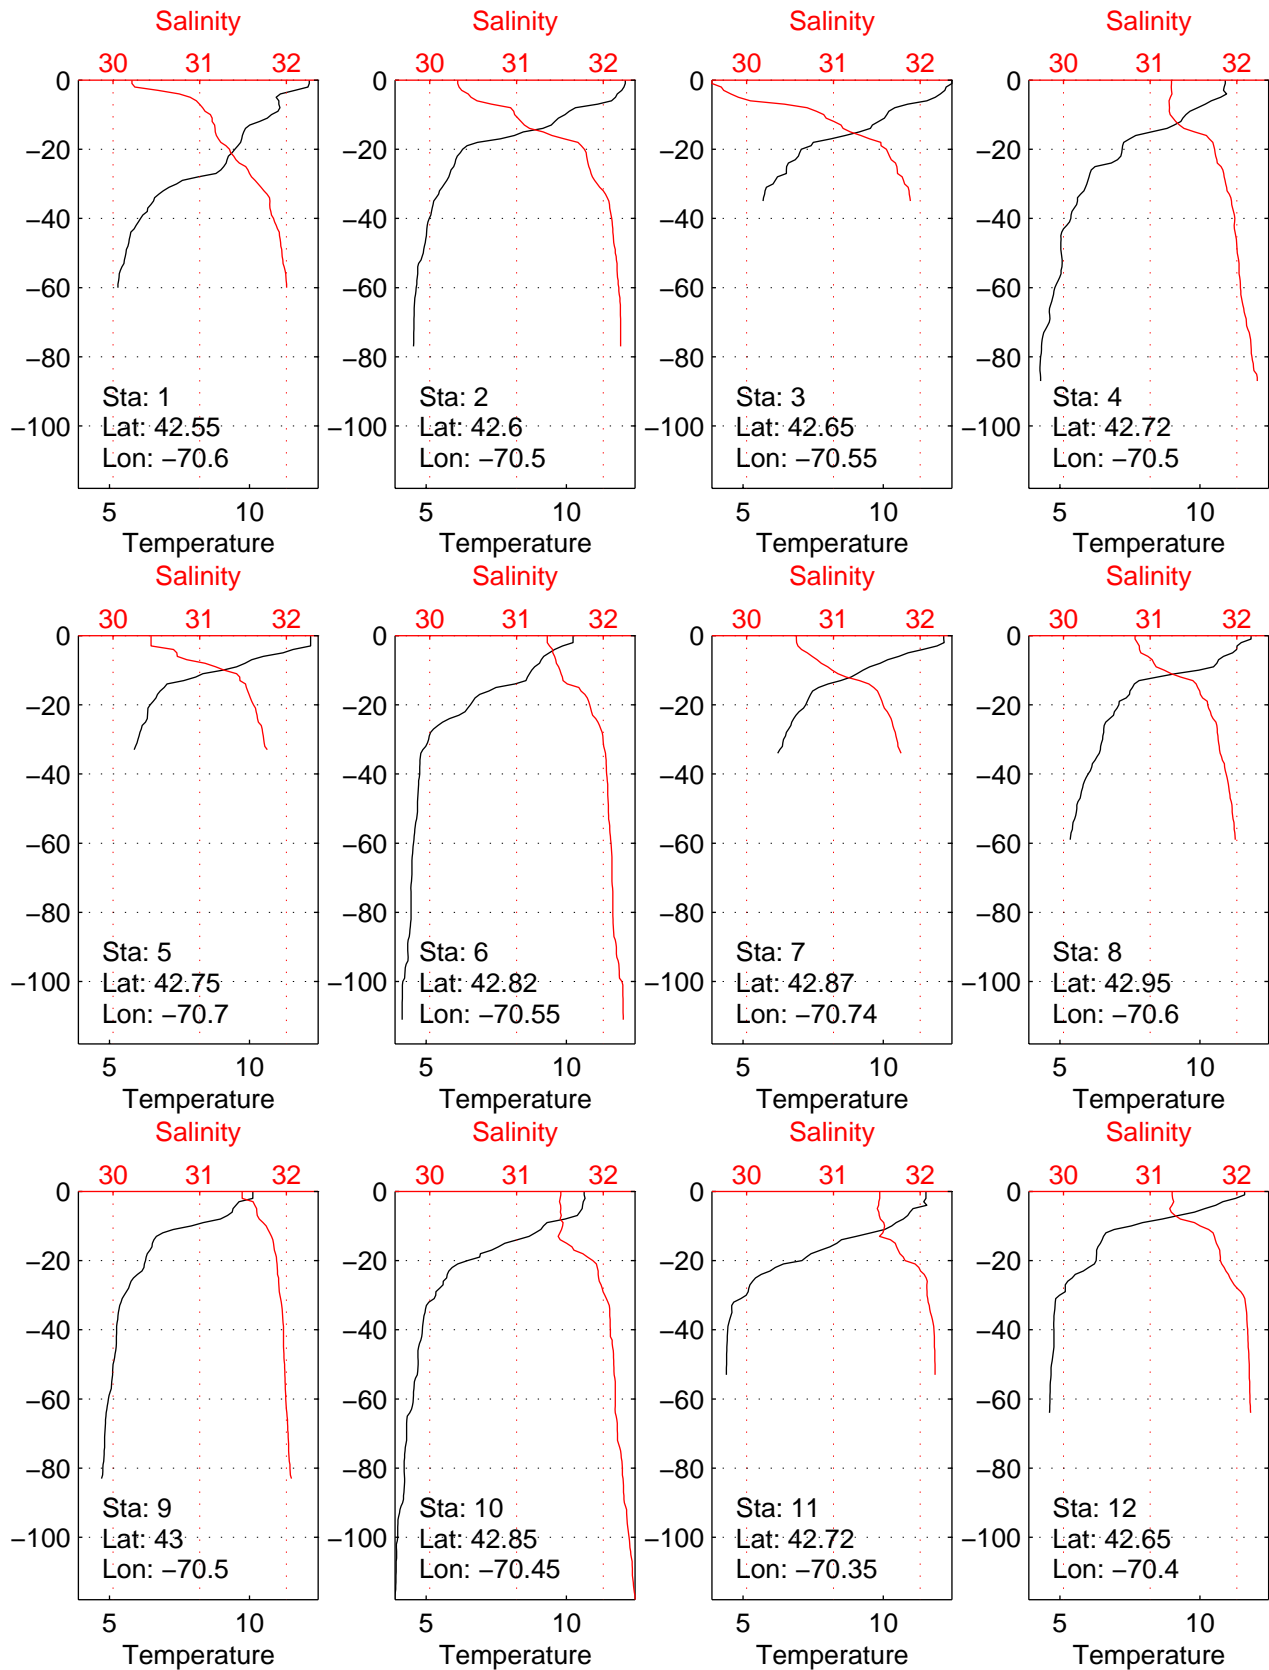 Salinity Salinity Salinity Salinity
30 31 32 30 31 32 30 31 32 30 31 32
0 0 0 0
−20 −20 −20 −20
−40 −40 −40 −40
−60 −60 −60 −60
−80 −80 −80 −80
Sta: 1 Sta: 2 Sta: 3 Sta: 4
−100 Lat: 42.55 −100 Lat: 42.6 −100 Lat: 42.65 −100 Lat: 42.72
Lon: −70.6 Lon: −70.5 Lon: −70.55 Lon: −70.5
5 10 5 10 5 10 5 10
Temperature Temperature Temperature Temperature
Salinity Salinity Salinity Salinity
30 31 32 30 31 32 30 31 32 30 31 32
0 0 0 0
−20 −20 −20 −20
−40 −40 −40 −40
−60 −60 −60 −60
−80 −80 −80 −80
Sta: 5 Sta: 6 Sta: 7 Sta: 8
−100 Lat: 42.75 −100 Lat: 42.82 −100 Lat: 42.87 −100 Lat: 42.95
Lon: −70.7 Lon: −70.55 Lon: −70.74 Lon: −70.6
5 10 5 10 5 10 5 10
Temperature Temperature Temperature Temperature
Salinity Salinity Salinity Salinity
30 31 32 30 31 32 30 31 32 30 31 32
0 0 0 0
−20 −20 −20 −20
−40 −40 −40 −40
−60 −60 −60 −60
−80 −80 −80 −80
Sta: 9 Sta: 10 Sta: 11 Sta: 12
−100 Lat: 43 −100 Lat: 42.85 −100 Lat: 42.72 −100 Lat: 42.65
Lon: −70.5 Lon: −70.45 Lon: −70.35 Lon: −70.4
5 10 5 10 5 10 5 10
Temperature Temperature Temperature Temperature